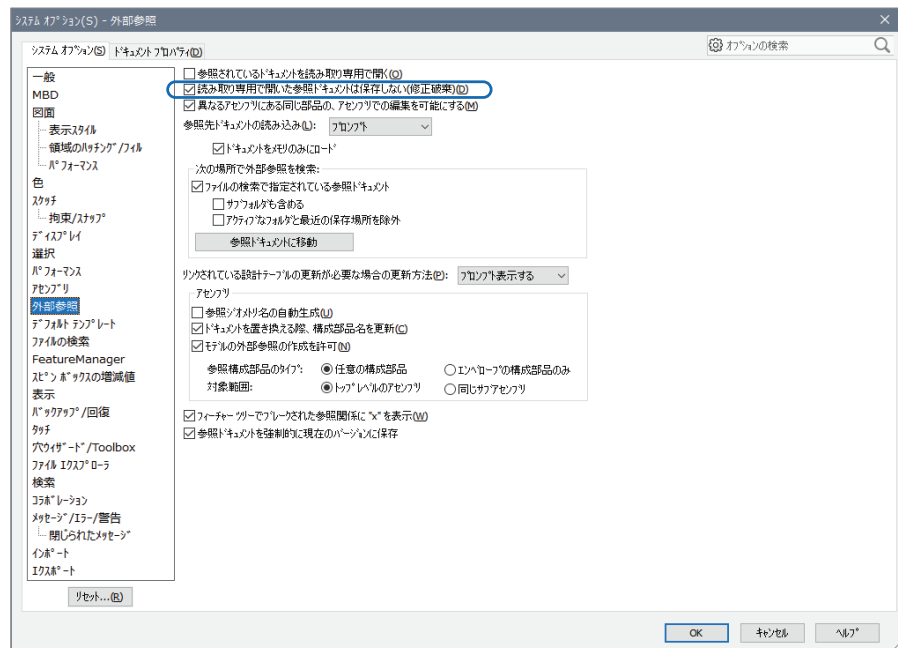 システム オプション(S) - 外部参照
システム オプション(S) ドキュメント プロパティ(D)
オプションの検索
一般
MBD
図面
表示スタイル
領域のハッチング/フィル
パフォーマンス
色
スケッチ
拘束/スナップ
ディスプレイ
選択
パフォーマンス
アセンブリ
外部参照
デフォルト テンプレート
ファイルの検索
FeatureManager
スピン ボックスの増減値
表示
バックアップ/回復
タッチ
穴ウィザード/Toolbox
ファイル エクスプローラ
検索
コラボレーション
メッセージ/エラー/警告
閉じられたメッセージ
インポート
エクスポート
リセット...(R)
参照されているドキュメントを読み取り専用で開く(O)
読み取り専用で開いた参照ドキュメントは保存しない(修正破棄)(D)
異なるアセンブリにある同じ部品の、アセンブリでの編集を可能にする(M)
参照先ドキュメントの読み込み(L): プロンプト
ドキュメントをメモリのみにロード
次の場所で外部参照を検索:
ファイルの検索で指定されている参照ドキュメント
サブフォルダも含める
アクティブなフォルダと最近の保存場所を除外
参照ドキュメントに移動
リンクされている設計テーブルの更新が必要な場合の更新方法(P): プロンプト表示する
アセンブリ
参照ジオメトリ名の自動生成(U)
ドキュメントを置き換える際、構成部品名を更新(C)
モデルの外部参照の作成を許可(N)
参照構成部品のタイプ: 任意の構成部品 エンベロープの構成部品のみ
対象範囲: トップ レベルのアセンブリ 同じサブアセンブリ
フィーチャー ツリーでブレークされた参照関係に "x" を表示(W)
参照ドキュメントを強制的に現在のバージョンに保存
OK キャンセル ヘルプ